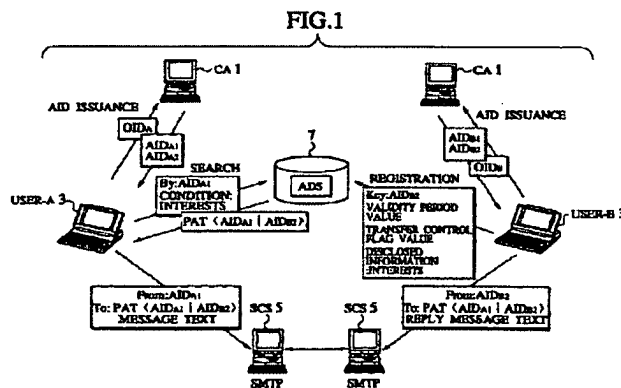 FIG.1
CA 1
CA 1
AID ISSUANCE
OIDA
AIDA1
AIDA2
AID ISSUANCE
AIDB1
AIDB2
OIDB
7
ADS
SEARCH
By:AIDA1
CONDITION:
INTERESTS
PAT <AIDA1 | AIDB2>
REGISTRATION
Key:AIDB2
VALIDITY PERIOD
VALUE
TRANSFER CONTROL
FLAG VALUE
DISCLOSED
INFORMATION
:INTERESTS
USER-A 3
USER-B 3
From:AIDA1
To: PAT <AIDA1 | AIDB2>
MESSAGE TEXT
From:AIDB2
To: PAT <AIDA1 | AIDB2>
REPLY MESSAGE TEXT
SCS 5
SCS 5
SMTP
SMTP